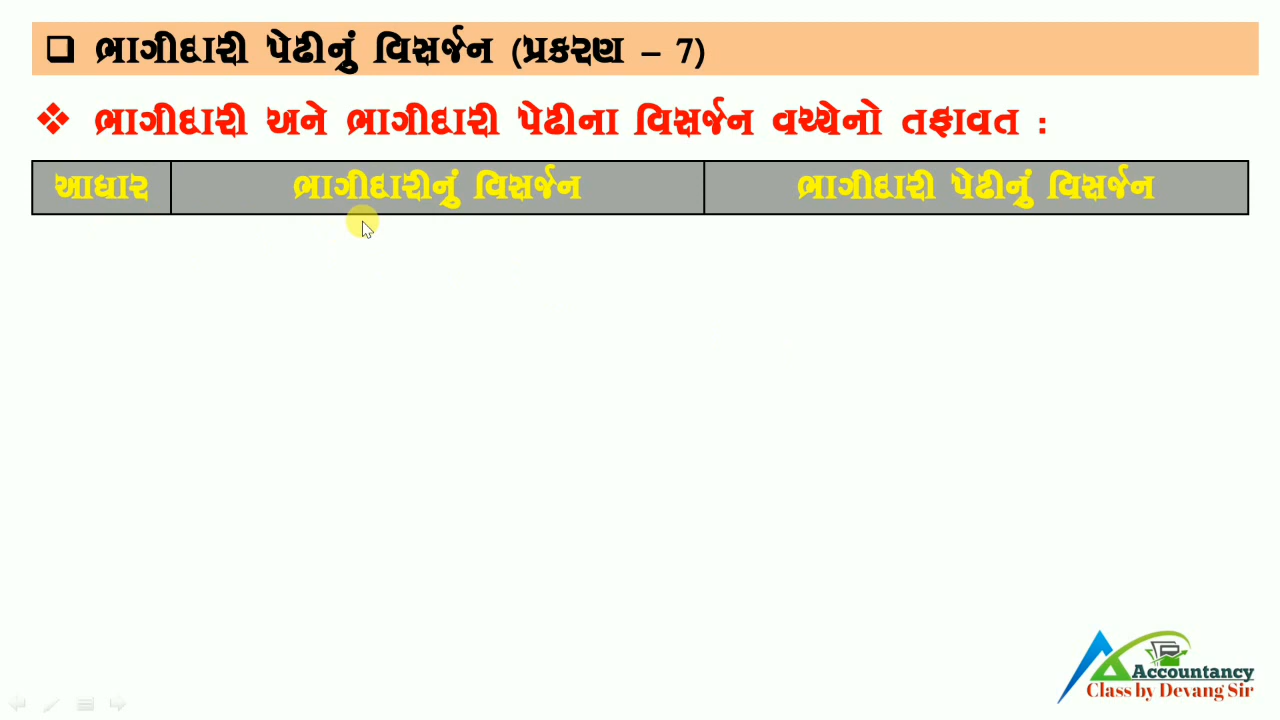 ભાગીદારી પેઢીનું વિસર્જન (પ્રકરણ – 7)
ભાગીદારી અને ભાગીદારી પેઢીના વિસર્જન વચ્ચેનો તફાવત :
આધાર ભાગીદારીનું વિસર્જન ભાગીદારી પેઢીનું વિસર્જન
Accountancy
Class by Devang Sir